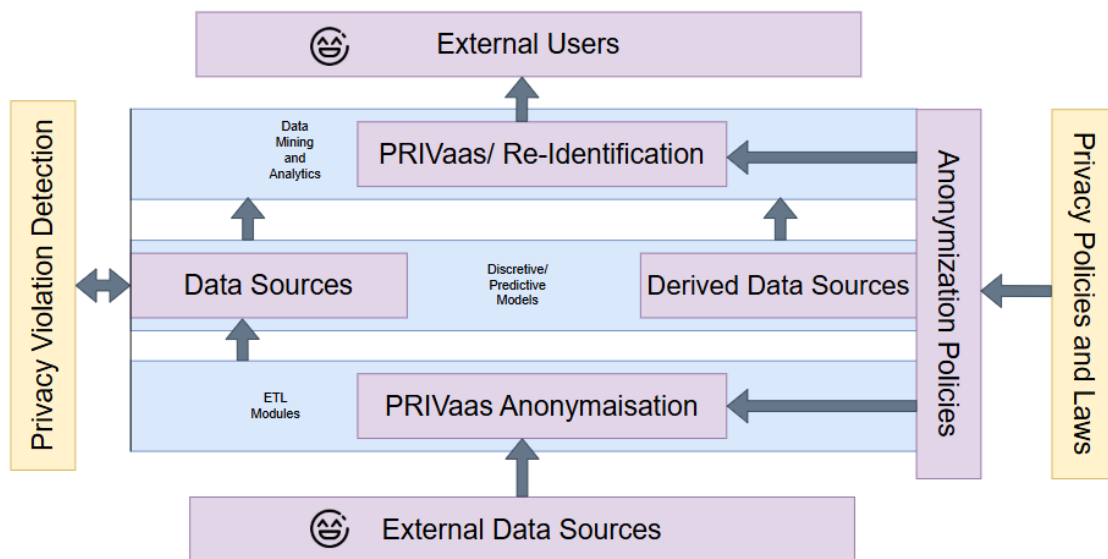 External Users
Privacy Violation Detection
Data
Mining and
and
Analytics
PRIVaas/ Re-Identification
Anonymization Policies
Privacy Policies and Laws
Data Sources
Discretive/
Predictive
Models
Derived Data Sources
ETL
Modules
PRIVaas Anonymaisation
External Data Sources